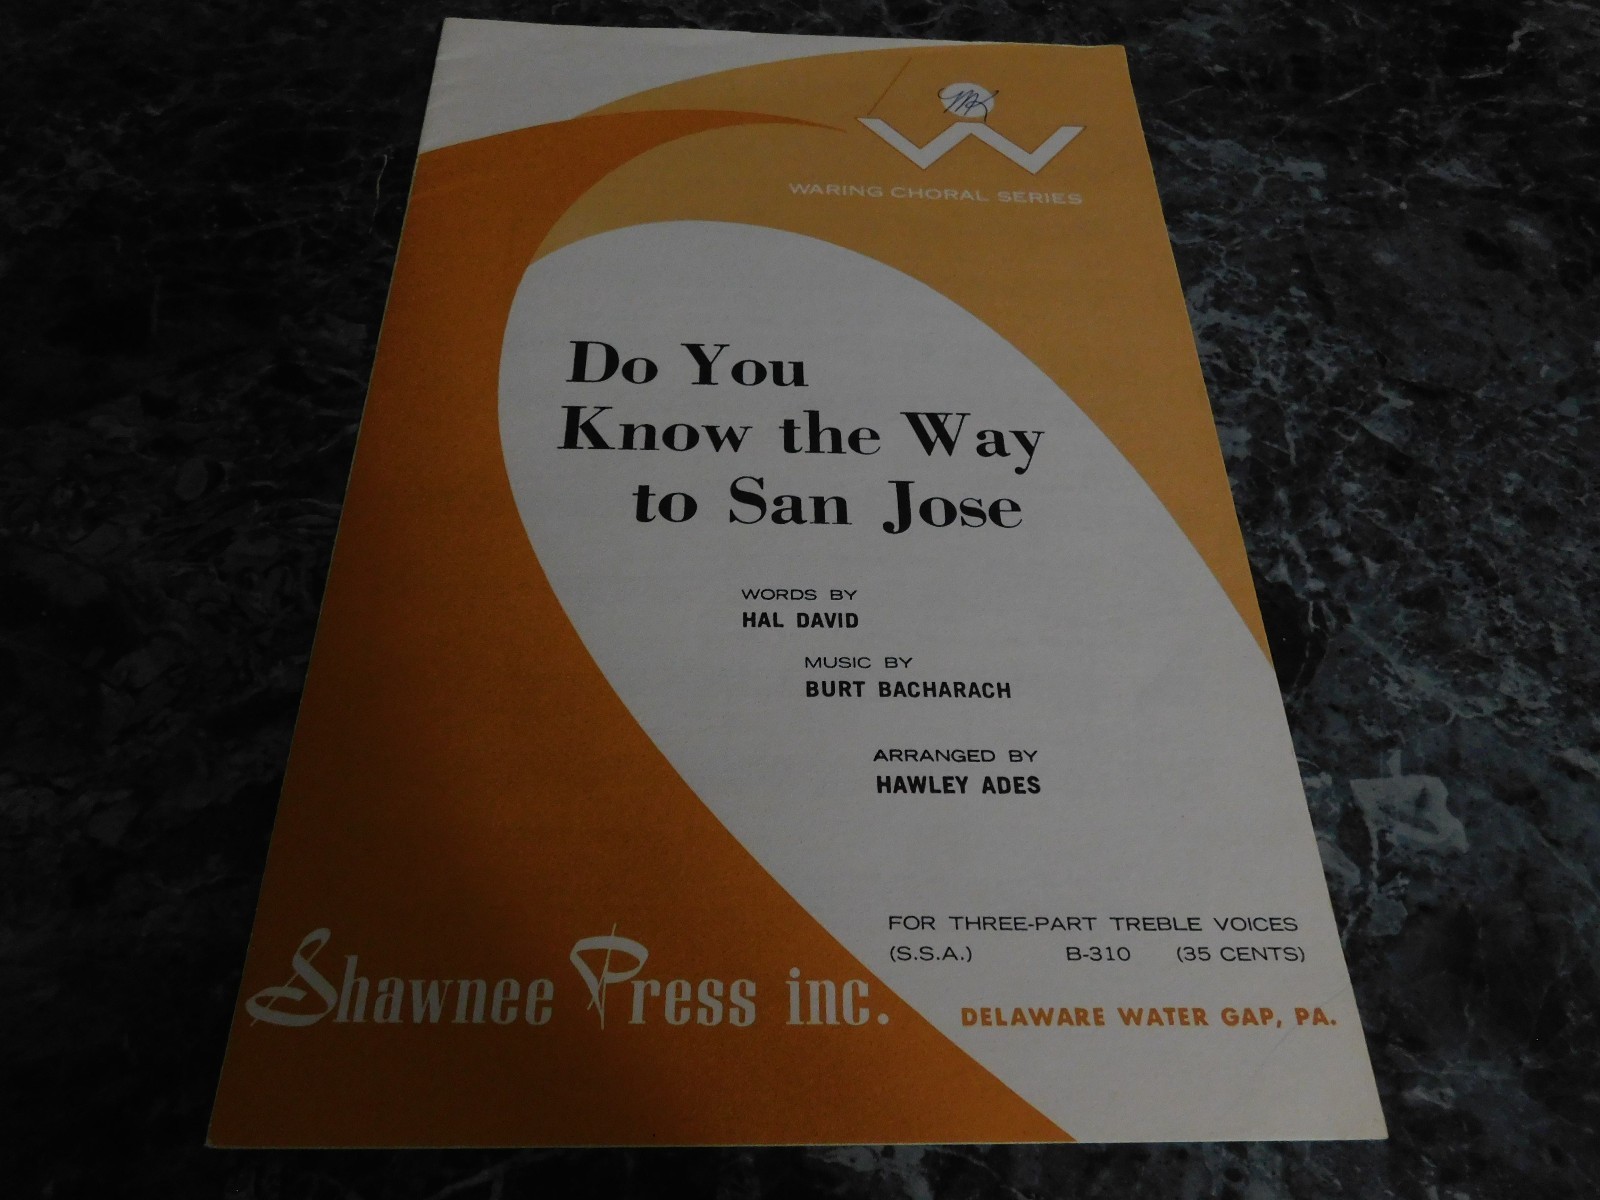 MK
W
WARING CHORAL SERIES
Do You
Know the Way
to San Jose
WORDS BY
HAL DAVID
MUSIC BY
BURT BACHARACH
ARRANGED BY
HAWLEY ADES
FOR THREE-PART TREBLE VOICES
(S.S.A.) B-310 (35 CENTS)
Shawnee Press inc.
DELAWARE WATER GAP, PA.